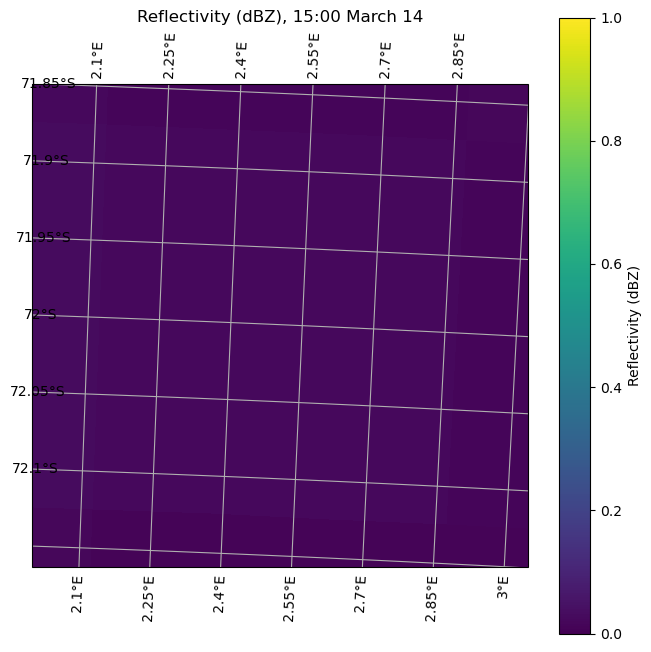 Reflectivity (dBZ), 15:00 March 14
2.1°E 2.25°E 2.4°E 2.55°E 2.7°E 2.85°E
71.85°S
71.9°S
71.95°S
72°S
72.05°S
72.1°S
2.1°E 2.25°E 2.4°E 2.55°E 2.7°E 2.85°E 3°E
1.0
0.8
0.6
0.4
0.2
0.0
Reflectivity (dBZ)